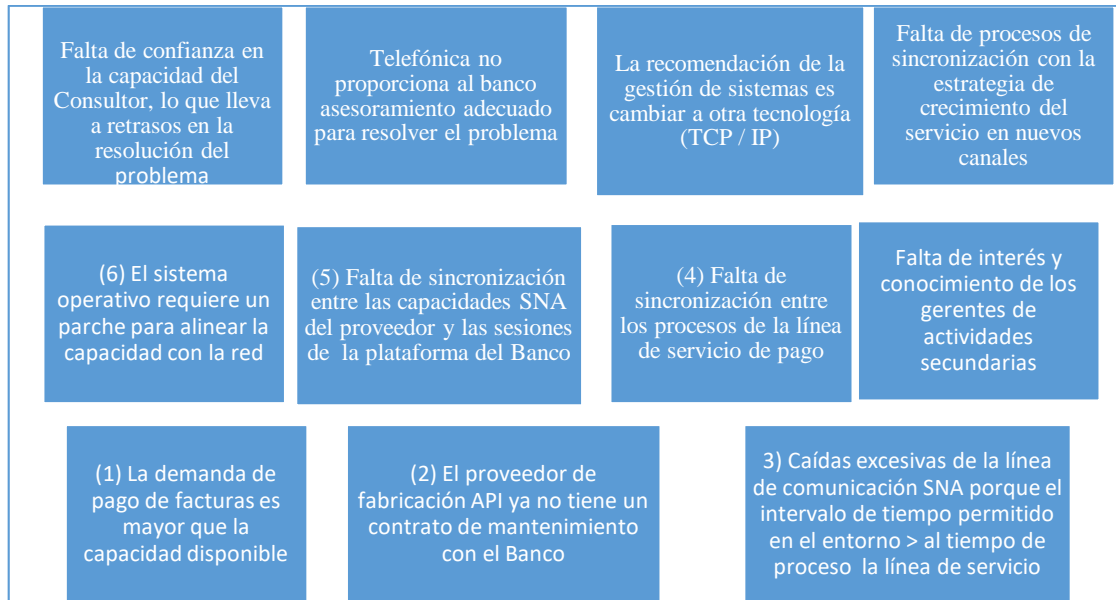 Falta de confianza en
la capacidad del
Consultor, lo que lleva
a retrasos en la
resolución del
problema
Telefónica no
proporciona al banco
asesoramiento adecuado
para resolver el problema
La recomendación de la
gestión de sistemas es
cambiar a otra tecnología
(TCP / IP)
Falta de procesos de
sincronización con la
estrategia de
crecimiento del
servicio en nuevos
canales
(6) El sistema
operativo requiere un
parche para alinear la
capacidad con la red
(5) Falta de sincronización
entre las capacidades SNA
del proveedor y las sesiones
de la plataforma del Banco
(4) Falta de
sincronización entre
los procesos de la línea
de servicio de pago
Falta de interés y
conocimiento de los
gerentes de
actividades
secundarias
(1) La demanda de
pago de facturas es
mayor que la
capacidad disponible
(2) El proveedor de
fabricación API ya no tiene un
contrato de mantenimiento
con el Banco
3) Caídas excesivas de la línea
de comunicación SNA porque el
intervalo de tiempo permitido
en el entorno > al tiempo de
proceso la línea de servicio